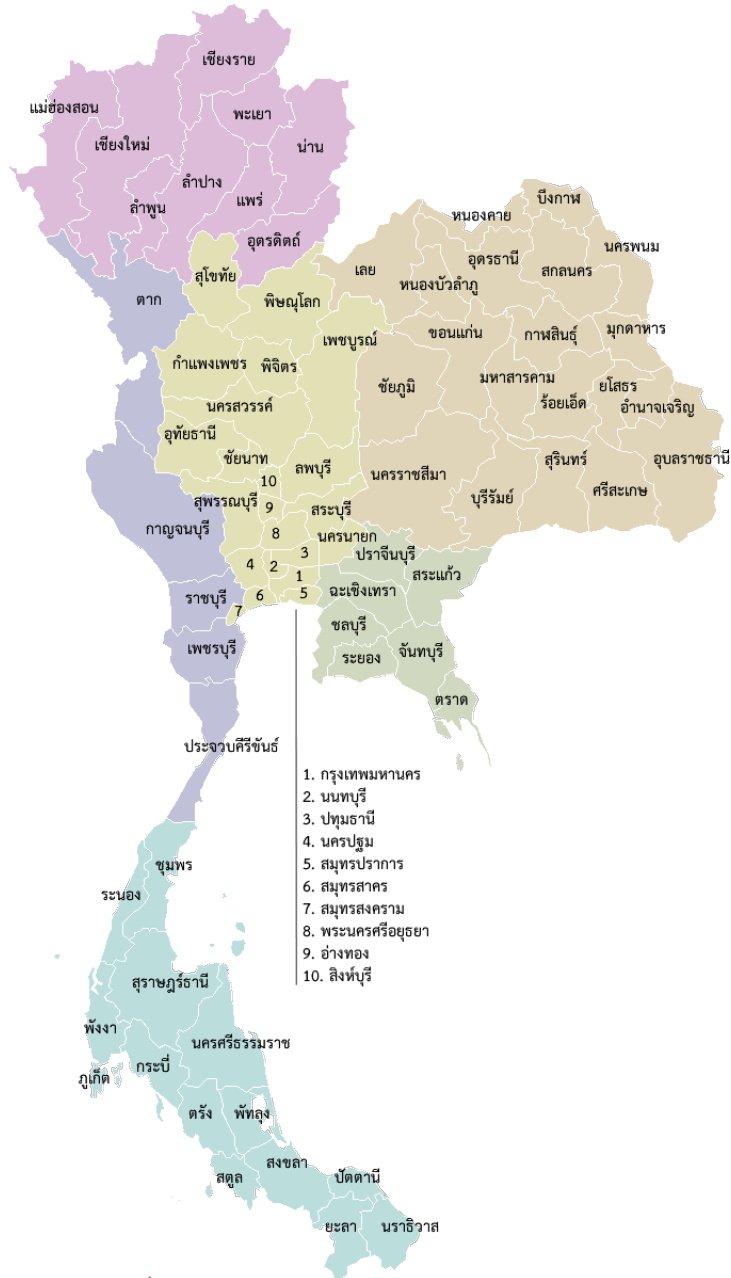 เชียงราย
แม่ฮ่องสอน
พะเยา
เชียงใหม่
น่าน
ลำปาง
แพร่
ลำพูน
อุตรดิตถ์
บึงกาฬ
หนองคาย
นครพนม
อุดรธานี
สกลนคร
เลย
หนองบัวลำภู
สุโขทัย
ตาก
พิษณุโลก
เพชบูรณ์
ขอนแก่น
กาฬสินธุ์
มุกดาหาร
กำแพงเพชร
พิจิตร
ชัยภูมิ
มหาสารคาม
ยโสธร
ร้อยเอ็ด
อำนาจเจริญ
นครสวรรค์
อุทัยธานี
ชัยนาท
ลพบุรี
นครราชสีมา
สุรินทร์
อุบลราชธานี
บุรีรัมย์
ศรีสะเกษ
10
สุพรรณบุรี
9
สระบุรี
กาญจนบุรี
8
นครนายก
ปราจีนบุรี
3
4
2
1
สระแก้ว
ฉะเชิงเทรา
ราชบุรี
6
5
7
ชลบุรี
เพชรบุรี
ระยอง
จันทบุรี
ตราด
ประจวบคีรีขันธ์
1. กรุงเทพมหานคร
2. นนทบุรี
3. ปทุมธานี
4. นครปฐม
5. สมุทรปราการ
6. สมุทรสาคร
7. สมุทรสงคราม
8. พระนครศรีอยุธยา
9. อ่างทอง
10. สิงห์บุรี
ชุมพร
ระนอง
สุราษฎร์ธานี
พังงา
นครศรีธรรมราช
กระบี่
ภูเก็ต
ตรัง
พัทลุง
สงขลา
สตูล
ปัตตานี
ยะลา
นราธิวาส